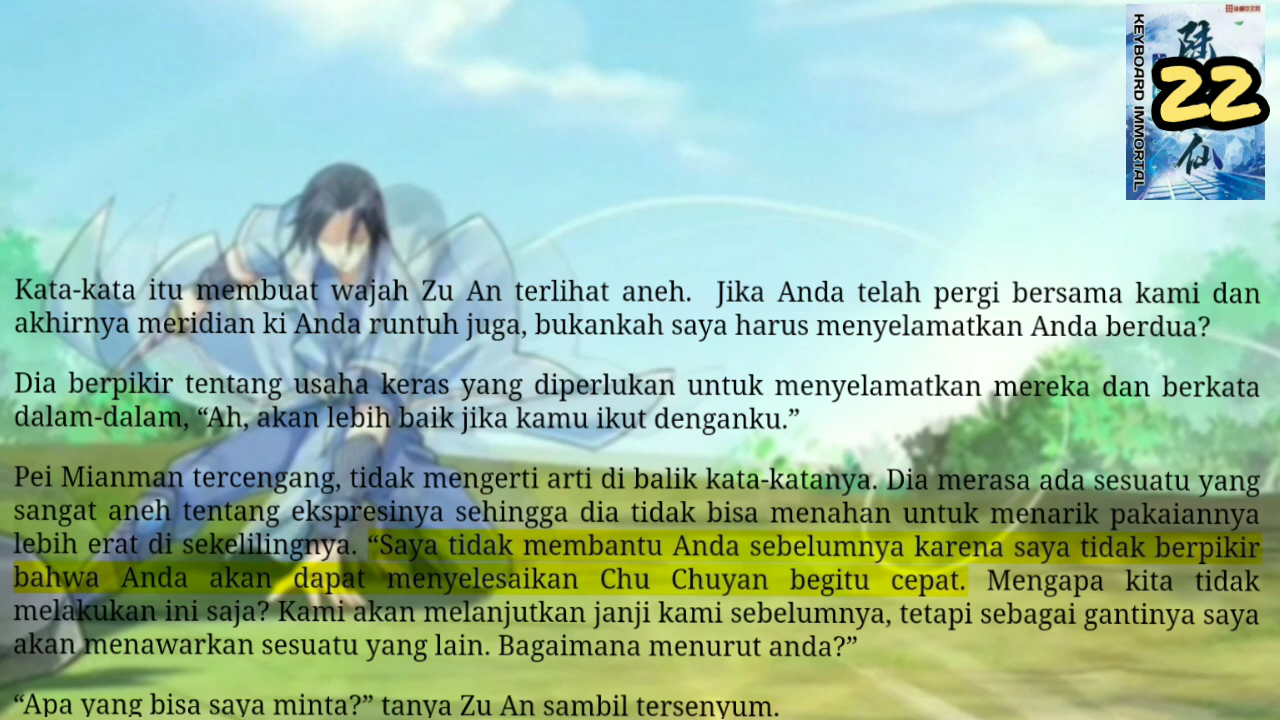 陆
仙
KEYBOARD IMMORTAL
22
Kata-kata itu membuat wajah Zu An terlihat aneh. Jika Anda telah pergi bersama kami dan
akhirnya meridian ki Anda runtuh juga, bukankah saya harus menyelamatkan Anda berdua?
Dia berpikir tentang usaha keras yang diperlukan untuk menyelamatkan mereka dan berkata
dalam-dalam, “Ah, akan lebih baik jika kamu ikut denganku.”
Pei Mianman tercengang, tidak mengerti arti di balik kata-katanya. Dia merasa ada sesuatu yang
sangat aneh tentang ekspresinya sehingga dia tidak bisa menahan untuk menarik pakaiannya
lebih erat di sekelilingnya. “Saya tidak membantu Anda sebelumnya karena saya tidak berpikir
bahwa Anda akan dapat menyelesaikan Chu Chuyan begitu cepat. Mengapa kita tidak
melakukan ini saja? Kami akan melanjutkan janji kami sebelumnya, tetapi sebagai gantinya saya
akan menawarkan sesuatu yang lain. Bagaimana menurut anda?”
“Apa yang bisa saya minta?” tanya Zu An sambil tersenyum.